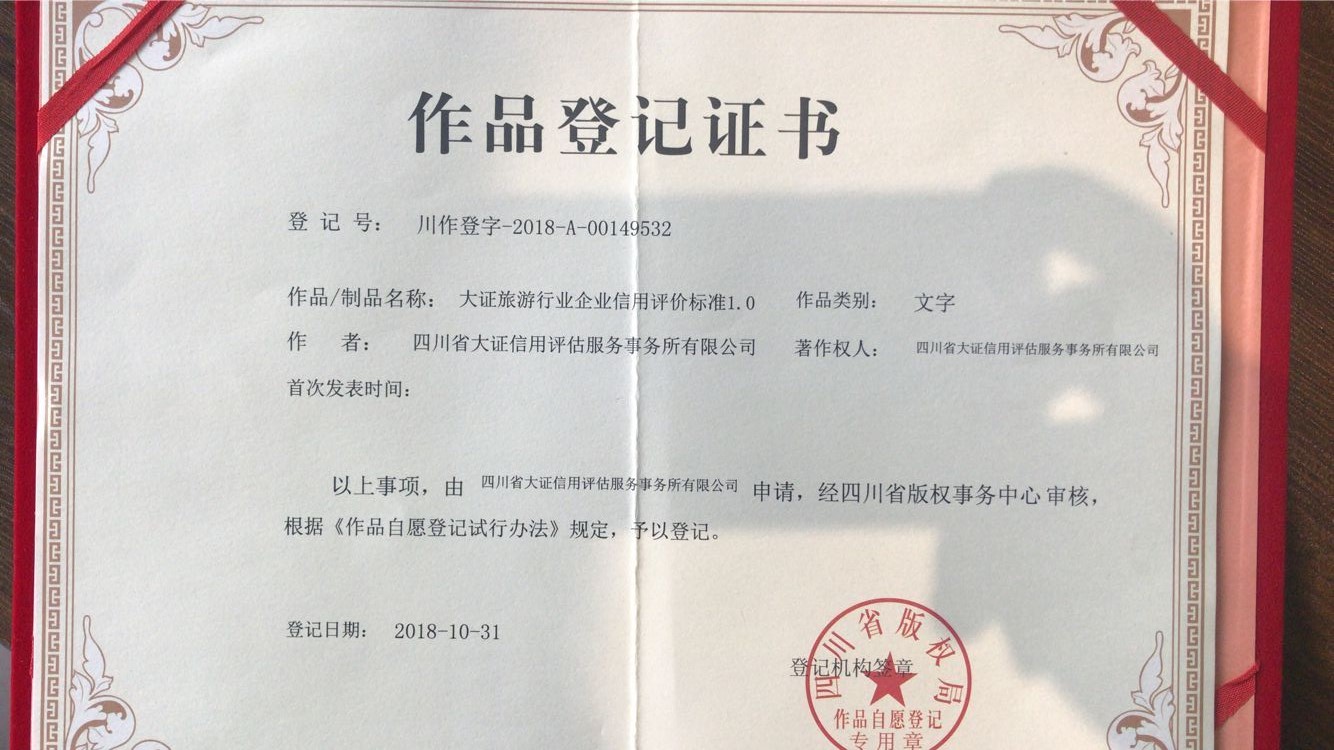 作品登记证书
登 记 号： 川作登字-2018-A-00149532
作品/制品名称： 大证旅游行业企业信用评价标准1.0 作品类别： 文字
作 者： 四川省大证信用评估服务事务所有限公司 著作权人： 四川省大证信用评估服务事务所有限公司
首次发表时间：
以上事项，由 四川省大证信用评估服务事务所有限公司 申请，经四川省版权事务中心审核，
根据《作品自愿登记试行办法》规定，予以登记。
登记日期： 2018-10-31
登记机构签章
四川省版权局
作品自愿登记
专用章